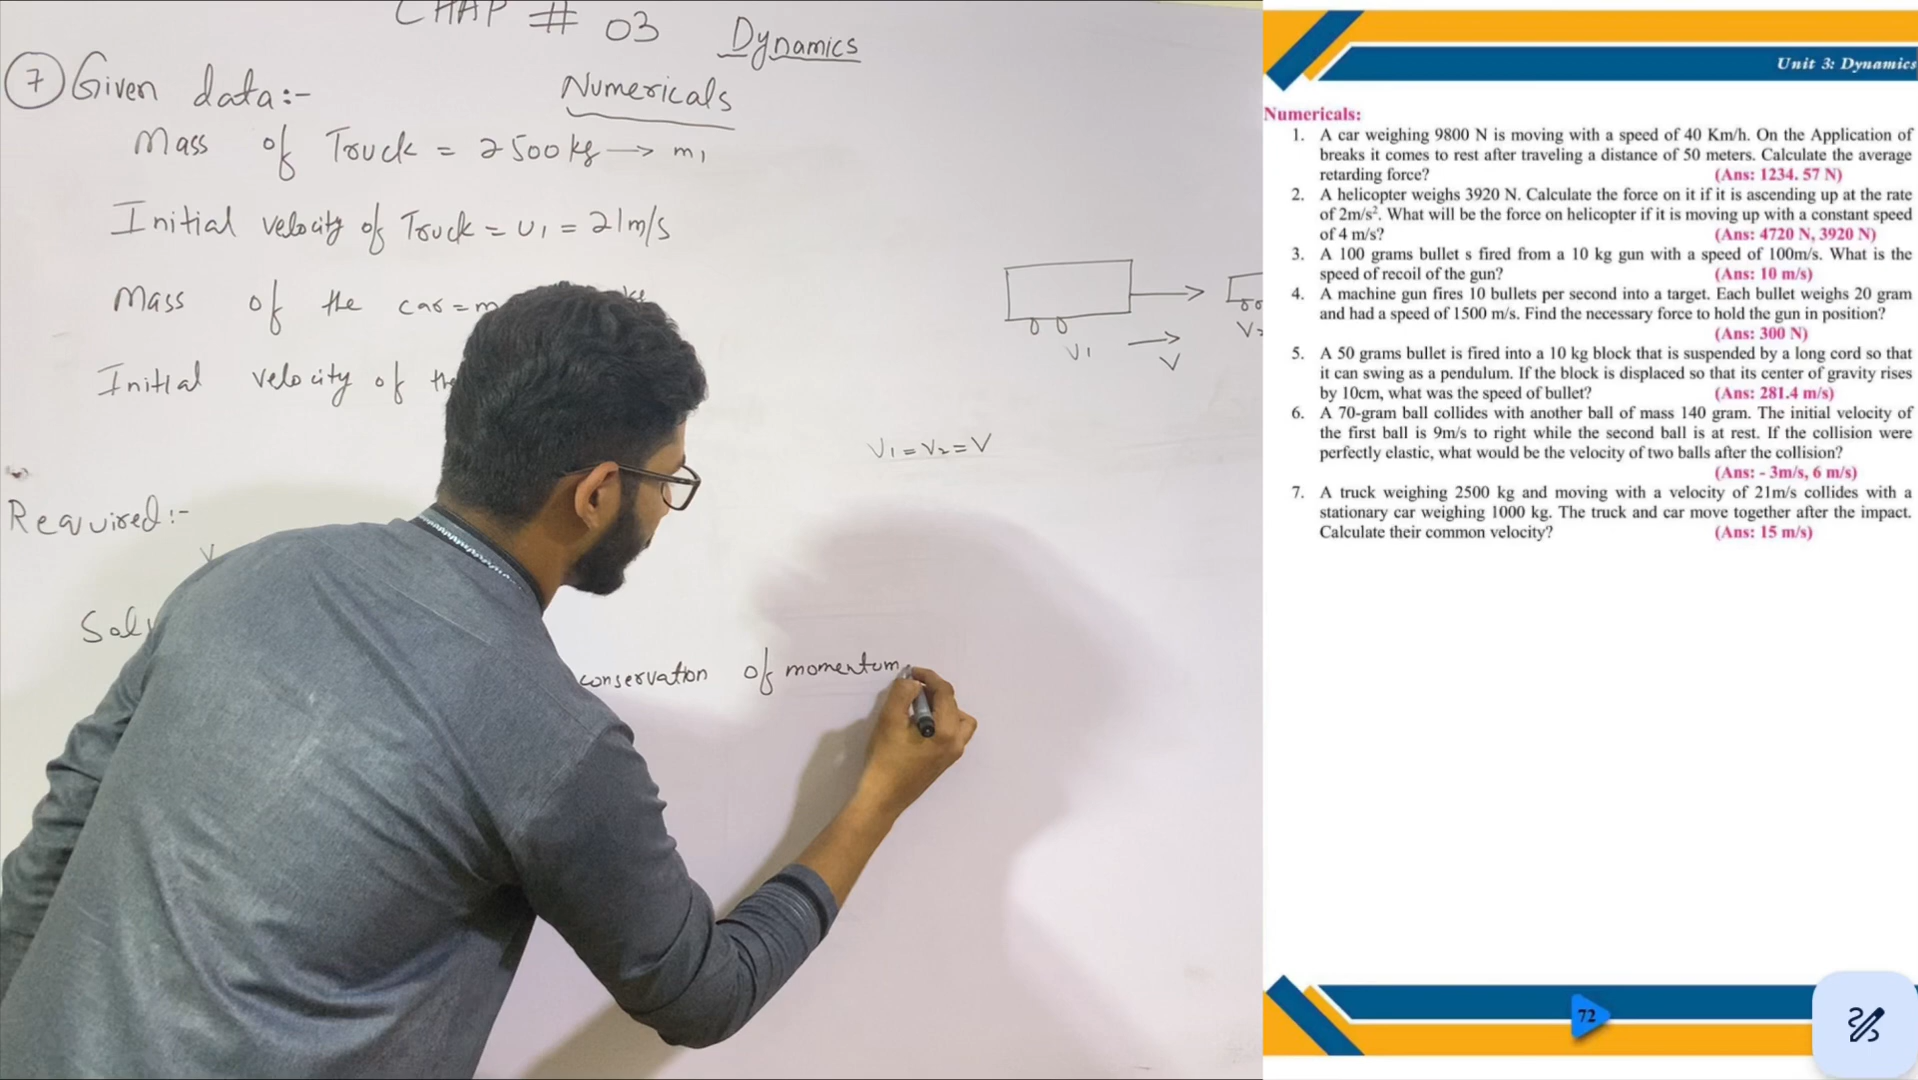 CHAP # 03 Dynamics
Numericals
7 Given data:-
Mass of Truck = 2500kg → m1
Initial velocity of Truck = U1 = 21m/s
Mass of the car = m
Initial velocity of the
V1
V
V1 = V2 = V
Required:-
V
conservation of momentum
Unit 3: Dynamics
Numericals:
1. A car weighing 9800 N is moving with a speed of 40 Km/h. On the Application of
breaks it comes to rest after traveling a distance of 50 meters. Calculate the average
retarding force? (Ans: 1234. 57 N)
2. A helicopter weighs 3920 N. Calculate the force on it if it is ascending up at the rate
of 2m/s². What will be the force on helicopter if it is moving up with a constant speed
of 4 m/s? (Ans: 4720 N, 3920 N)
3. A 100 grams bullet s fired from a 10 kg gun with a speed of 100m/s. What is the
speed of recoil of the gun? (Ans: 10 m/s)
4. A machine gun fires 10 bullets per second into a target. Each bullet weighs 20 gram
and had a speed of 1500 m/s. Find the necessary force to hold the gun in position?
(Ans: 300 N)
5. A 50 grams bullet is fired into a 10 kg block that is suspended by a long cord so that
it can swing as a pendulum. If the block is displaced so that its center of gravity rises
by 10cm, what was the speed of bullet? (Ans: 281.4 m/s)
6. A 70-gram ball collides with another ball of mass 140 gram. The initial velocity of
the first ball is 9m/s to right while the second ball is at rest. If the collision were
perfectly elastic, what would be the velocity of two balls after the collision?
(Ans: - 3m/s, 6 m/s)
7. A truck weighing 2500 kg and moving with a velocity of 21m/s collides with a
stationary car weighing 1000 kg. The truck and car move together after the impact.
Calculate their common velocity? (Ans: 15 m/s)
72